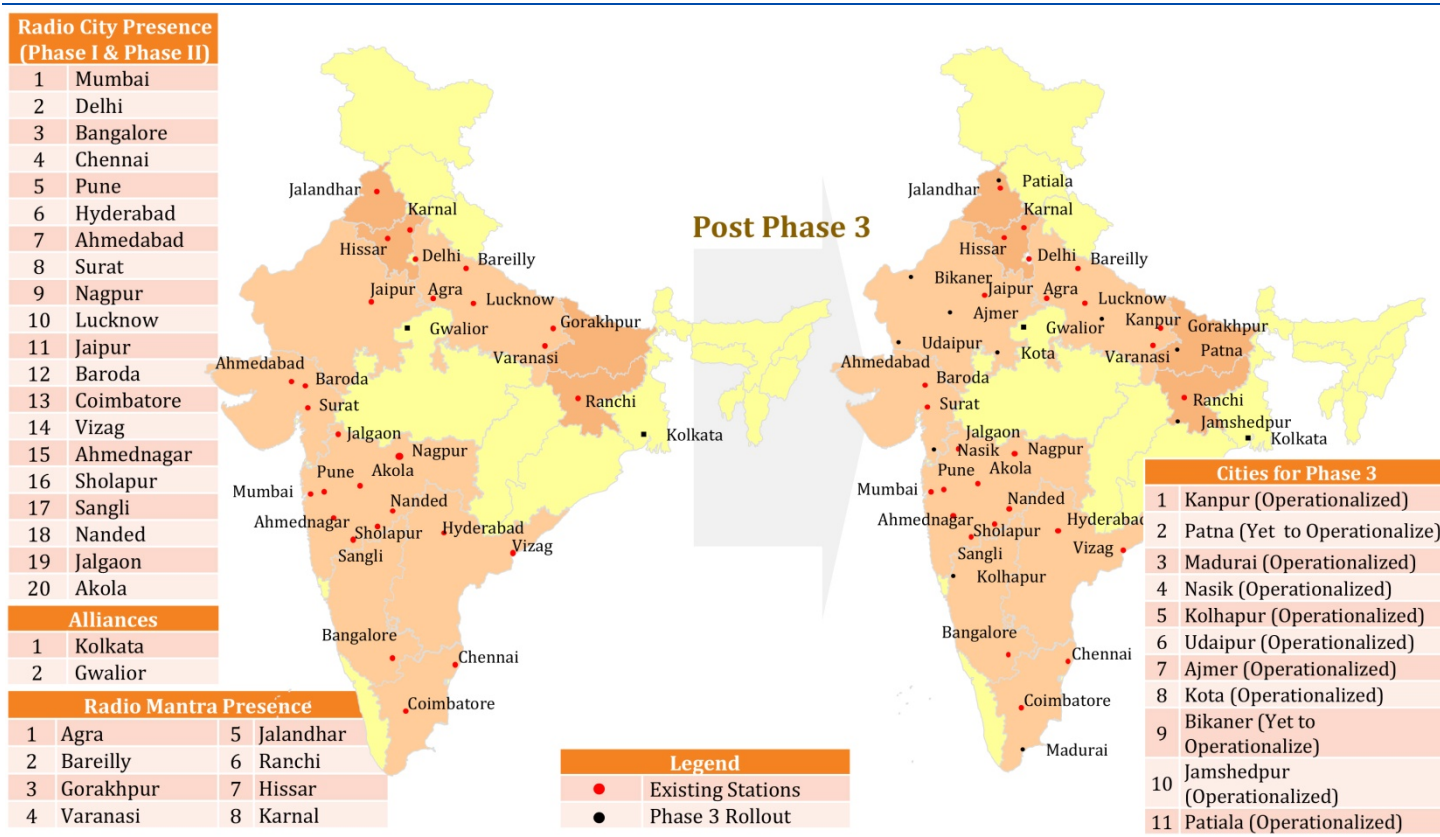 Radio City Presence
(Phase I & Phase II)
1 Mumbai
2 Delhi
3 Bangalore
4 Chennai
5 Pune
6 Hyderabad
7 Ahmedabad
8 Surat
9 Nagpur
10 Lucknow
11 Jaipur
12 Baroda
13 Coimbatore
14 Vizag
15 Ahmednagar
16 Sholapur
17 Sangli
18 Nanded
19 Jalgaon
20 Akola
Alliances
1 Kolkata
2 Gwalior
Radio Mantra Presence
1 Agra 5 Jalandhar
2 Bareilly 6 Ranchi
3 Gorakhpur 7 Hissar
4 Varanasi 8 Karnal
Jalandhar
Karnal
Hissar
Delhi
Bareilly
Jaipur
Agra
Lucknow
Gwalior
Gorakhpur
Varanasi
Ahmedabad
Baroda
Ranchi
Surat
Kolkata
Jalgaon
Nagpur
Pune
Akola
Mumbai
Nanded
Ahmednagar
Sholapur
Hyderabad
Sangli
Vizag
Bangalore
Chennai
Coimbatore
Post Phase 3
Legend
Existing Stations
Phase 3 Rollout
Jalandhar
Patiala
Karnal
Hissar
Delhi
Bareilly
Bikaner
Jaipur
Agra
Lucknow
Ajmer
Gwalior
Kanpur
Gorakhpur
Udaipur
Kota
Varanasi
Patna
Ahmedabad
Baroda
Ranchi
Surat
Jamshedpur
Kolkata
Jalgaon
Nasik
Nagpur
Pune
Akola
Mumbai
Nanded
Ahmednagar
Sholapur
Hyderabad
Sangli
Vizag
Kolhapur
Bangalore
Chennai
Coimbatore
Madurai
Cities for Phase 3
1 Kanpur (Operationalized)
2 Patna (Yet to Operationalize)
3 Madurai (Operationalized)
4 Nasik (Operationalized)
5 Kolhapur (Operationalized)
6 Udaipur (Operationalized)
7 Ajmer (Operationalized)
8 Kota (Operationalized)
9 Bikaner (Yet to
Operationalize)
10 Jamshedpur
(Operationalized)
11 Patiala (Operationalized)